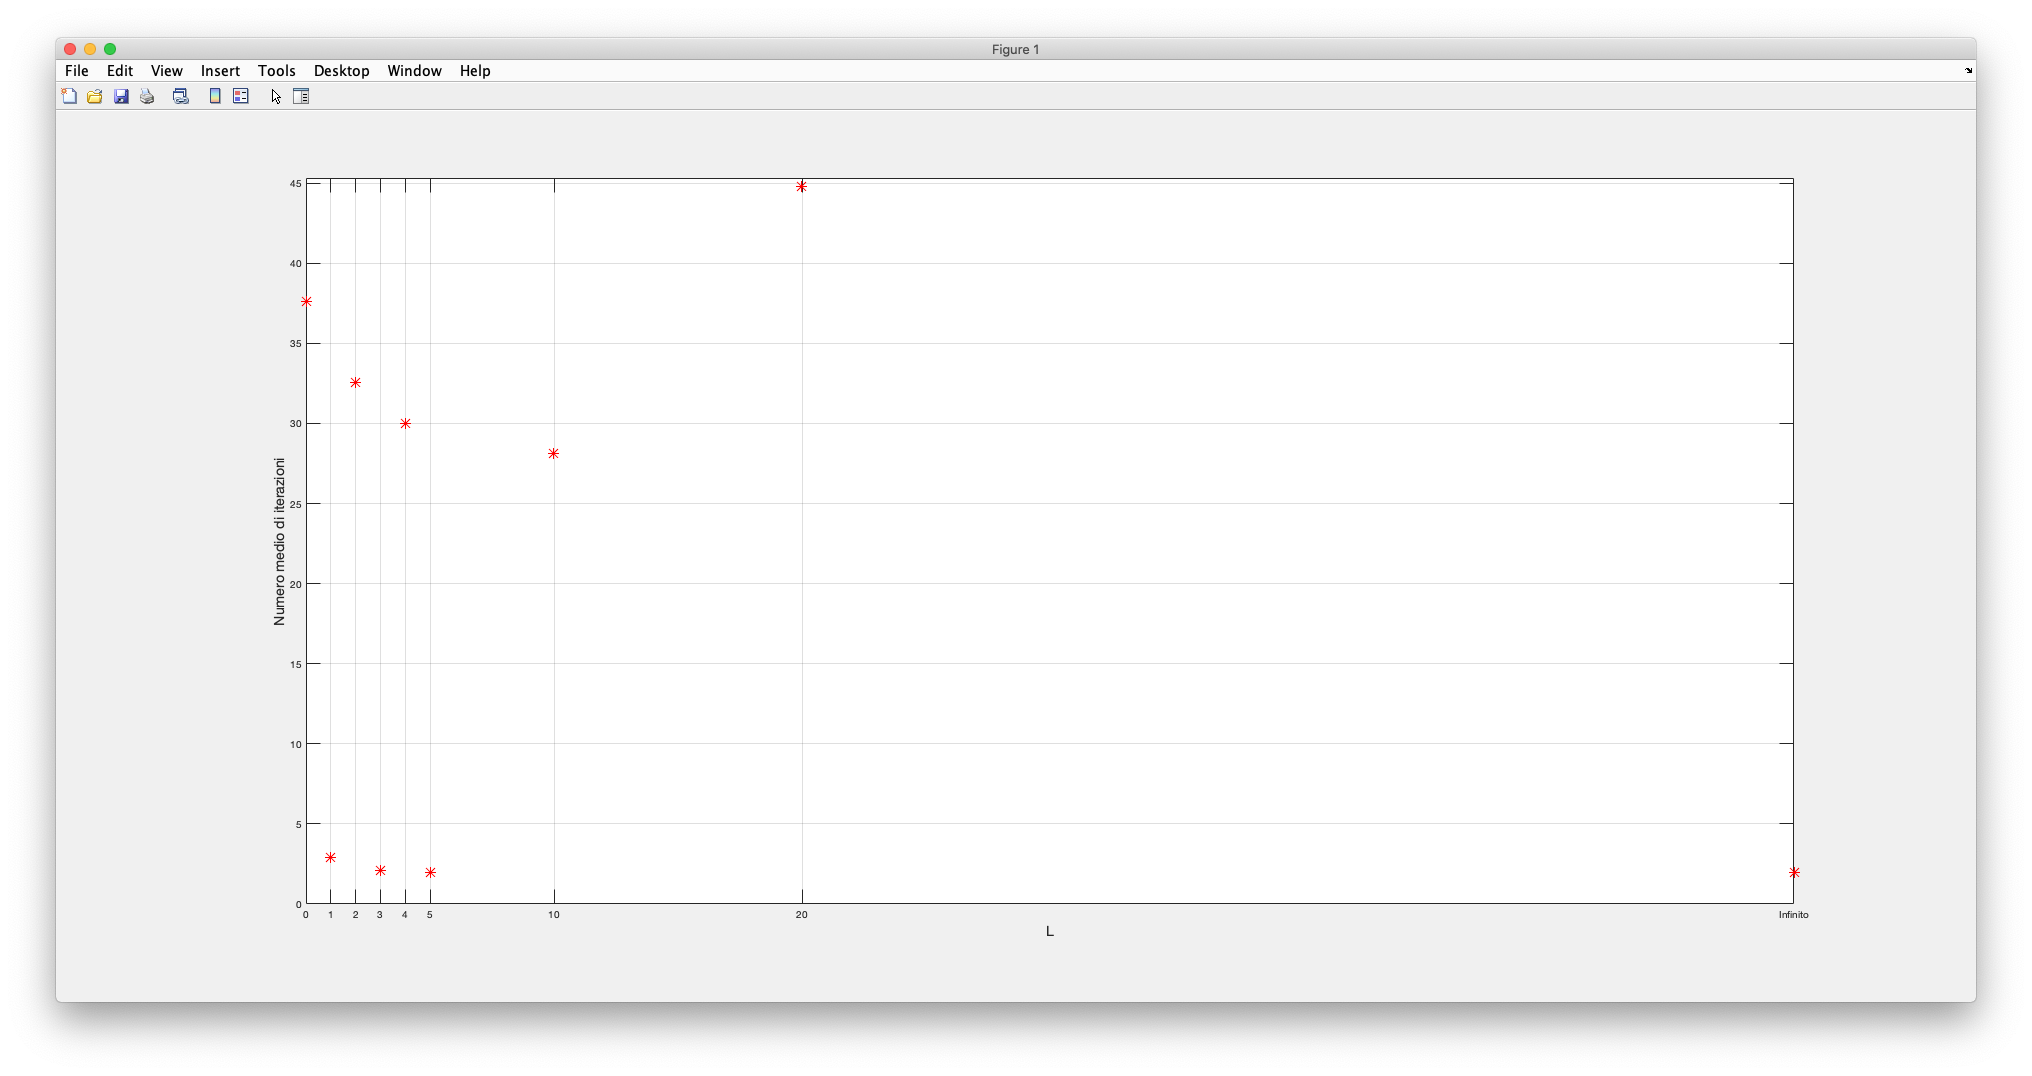 Figure 1
File Edit View Insert Tools Desktop Window Help
45
40
35
30
25
20
15
10
5
0
Numero medio di iterazioni
0 1 2 3 4 5 10 20 Infinito
L